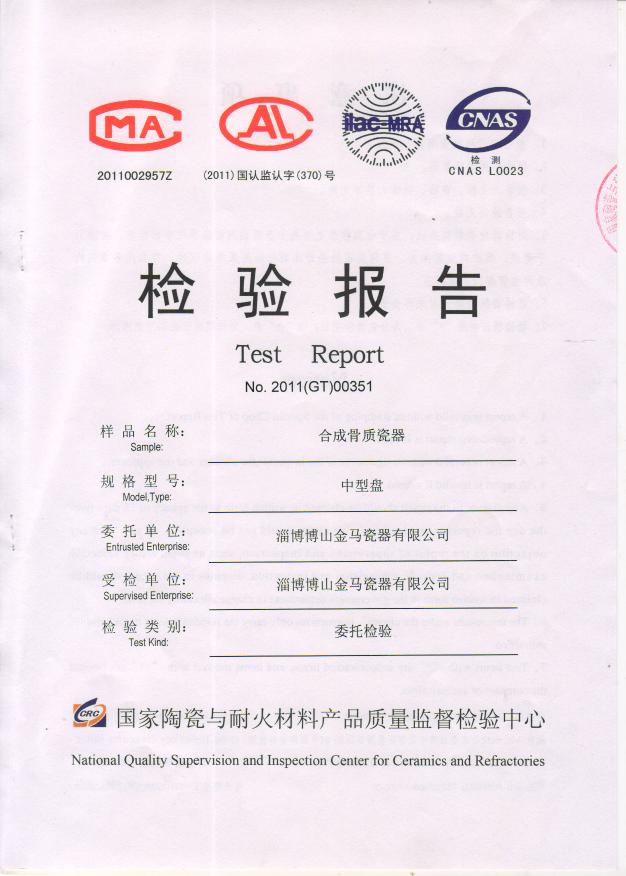 MA
AL
ilac-MRA
CNAS
检 测
CNAS L0023
2011002957Z
(2011)国认监认字(370)号
检验报告
Test Report
No. 2011(GT)00351
样品名称: 合成骨质瓷器
Sample:
规格型号: 中型盘
Model,Type:
委托单位: 淄博博山金马瓷器有限公司
Entrusted Enterprise:
受检单位: 淄博博山金马瓷器有限公司
Supervised Enterprise:
检验类别: 委托检验
Test Kind:
CRC
国家陶瓷与耐火材料产品质量监督检验中心
National Quality Supervision and Inspection Center for Ceramics and Refractories